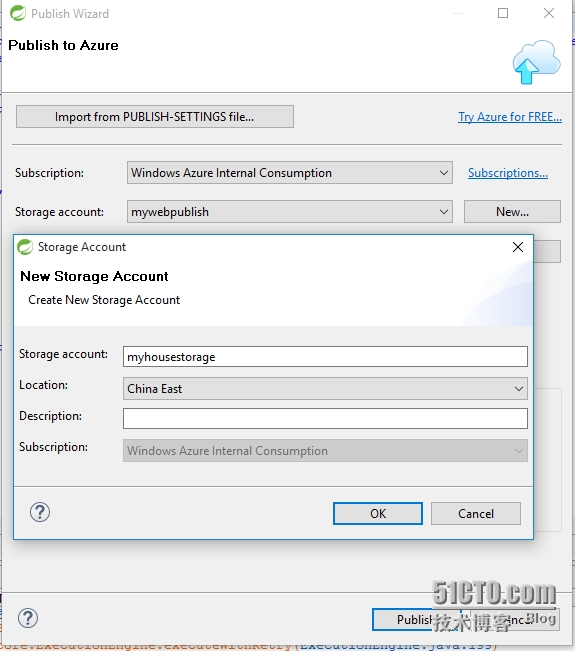 Publish Wizard
Publish to Azure
Import from PUBLISH-SETTINGS file...
Try Azure for FREE...
Subscription:
Windows Azure Internal Consumption
Subscriptions...
Storage account:
mywebpublish
New...
Storage Account
New Storage Account
Create New Storage Account
Storage account:
myhousestorage
Location:
China East
Description:
Subscription:
Windows Azure Internal Consumption
OK
Cancel
51CTO.com
Publish
技术博客 Blog
core.ExecutionEngine.executeWithRetry(ExecutionEngine.java:199)